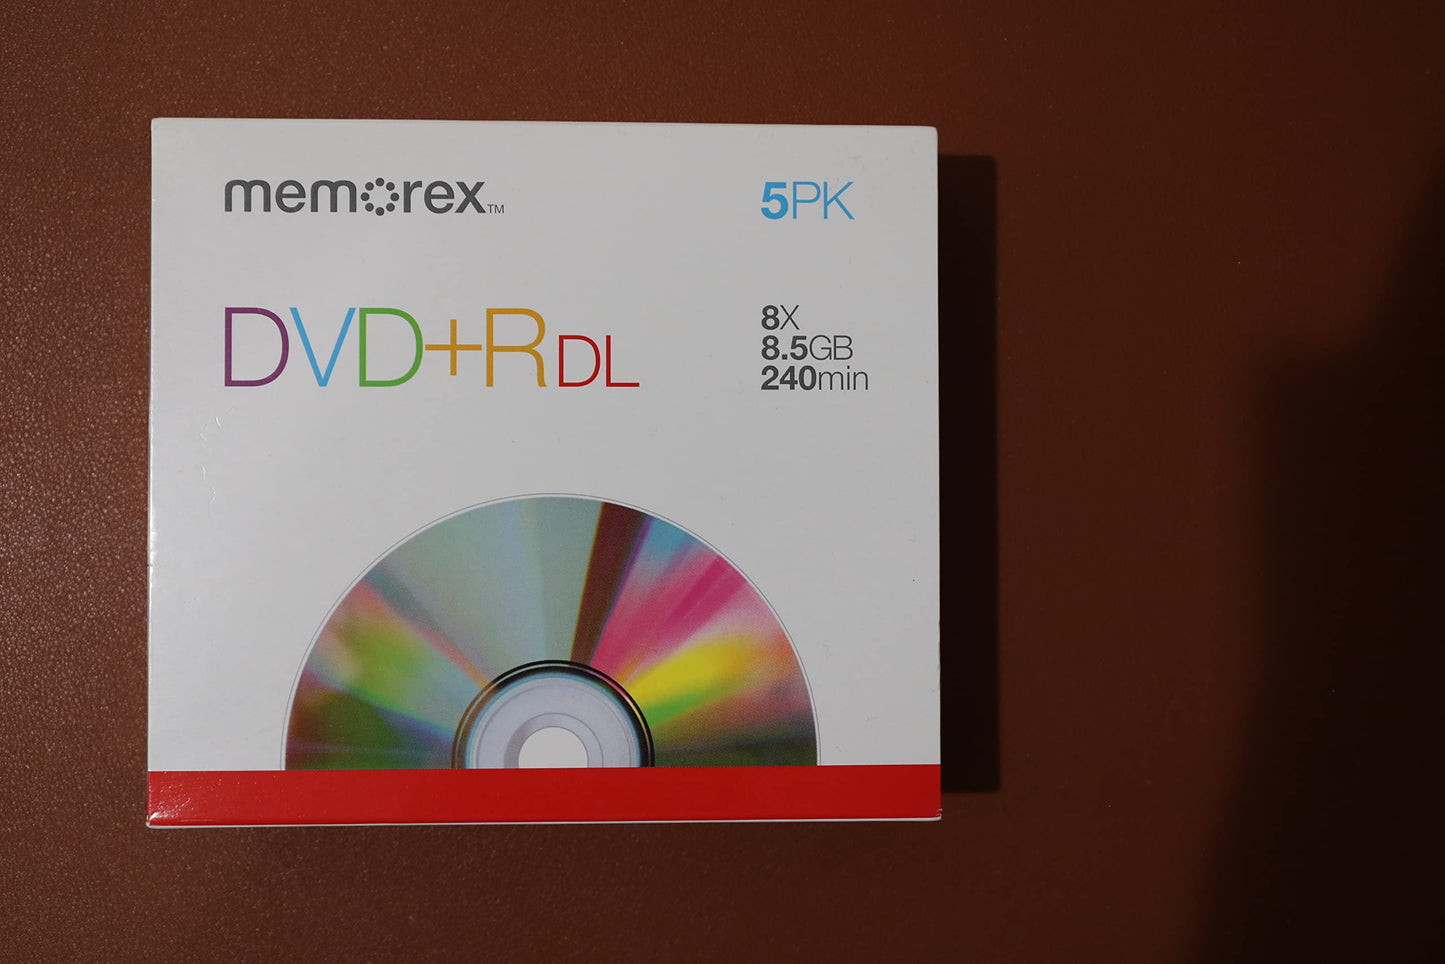 memorex™
5PK
DVD+R DL
8X
8.5GB
240min